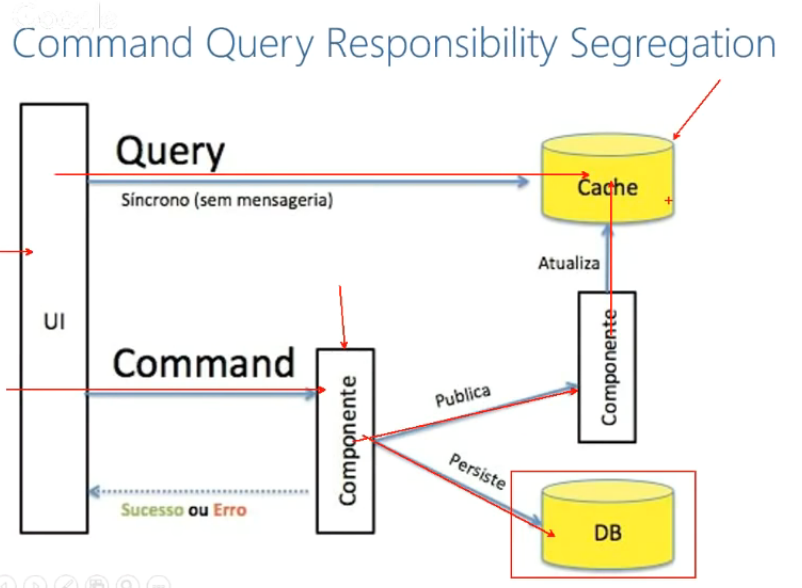 Google
Command Query Responsibility Segregation
Query
Síncrono (sem mensageria)
Cache
Atualiza
UI
Command
Componente
Publica
Componente
Persiste
Sucesso ou Erro
DB